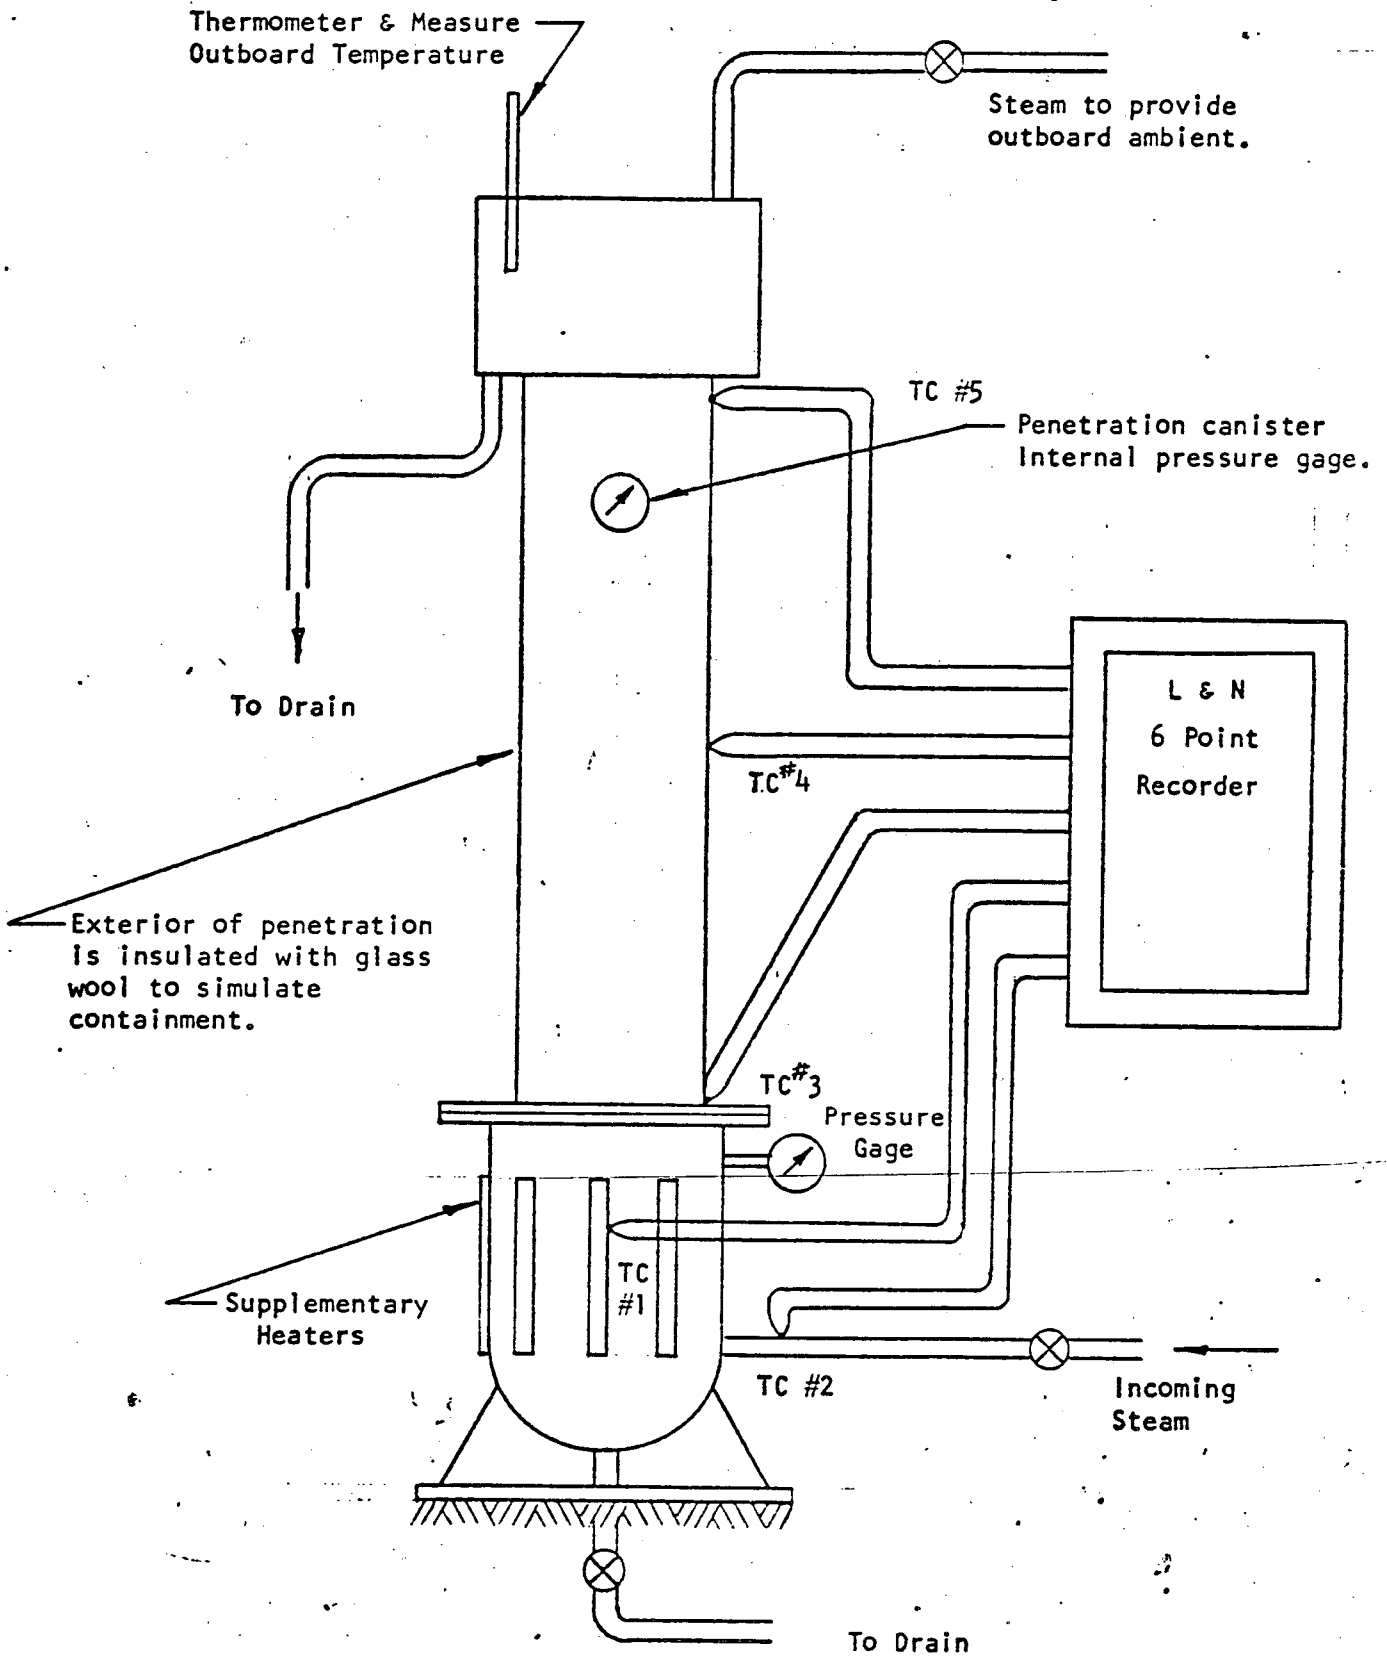 Thermometer & Measure
Outboard Temperature
Steam to provide
outboard ambient.
TC #5
Penetration canister
Internal pressure gage.
To Drain
L & N
6 Point
Recorder
TC#4
Exterior of penetration
is insulated with glass
wool to simulate
containment.
TC#3
Pressure
Gage
TC
#1
Supplementary
Heaters
TC #2
Incoming
Steam
To Drain